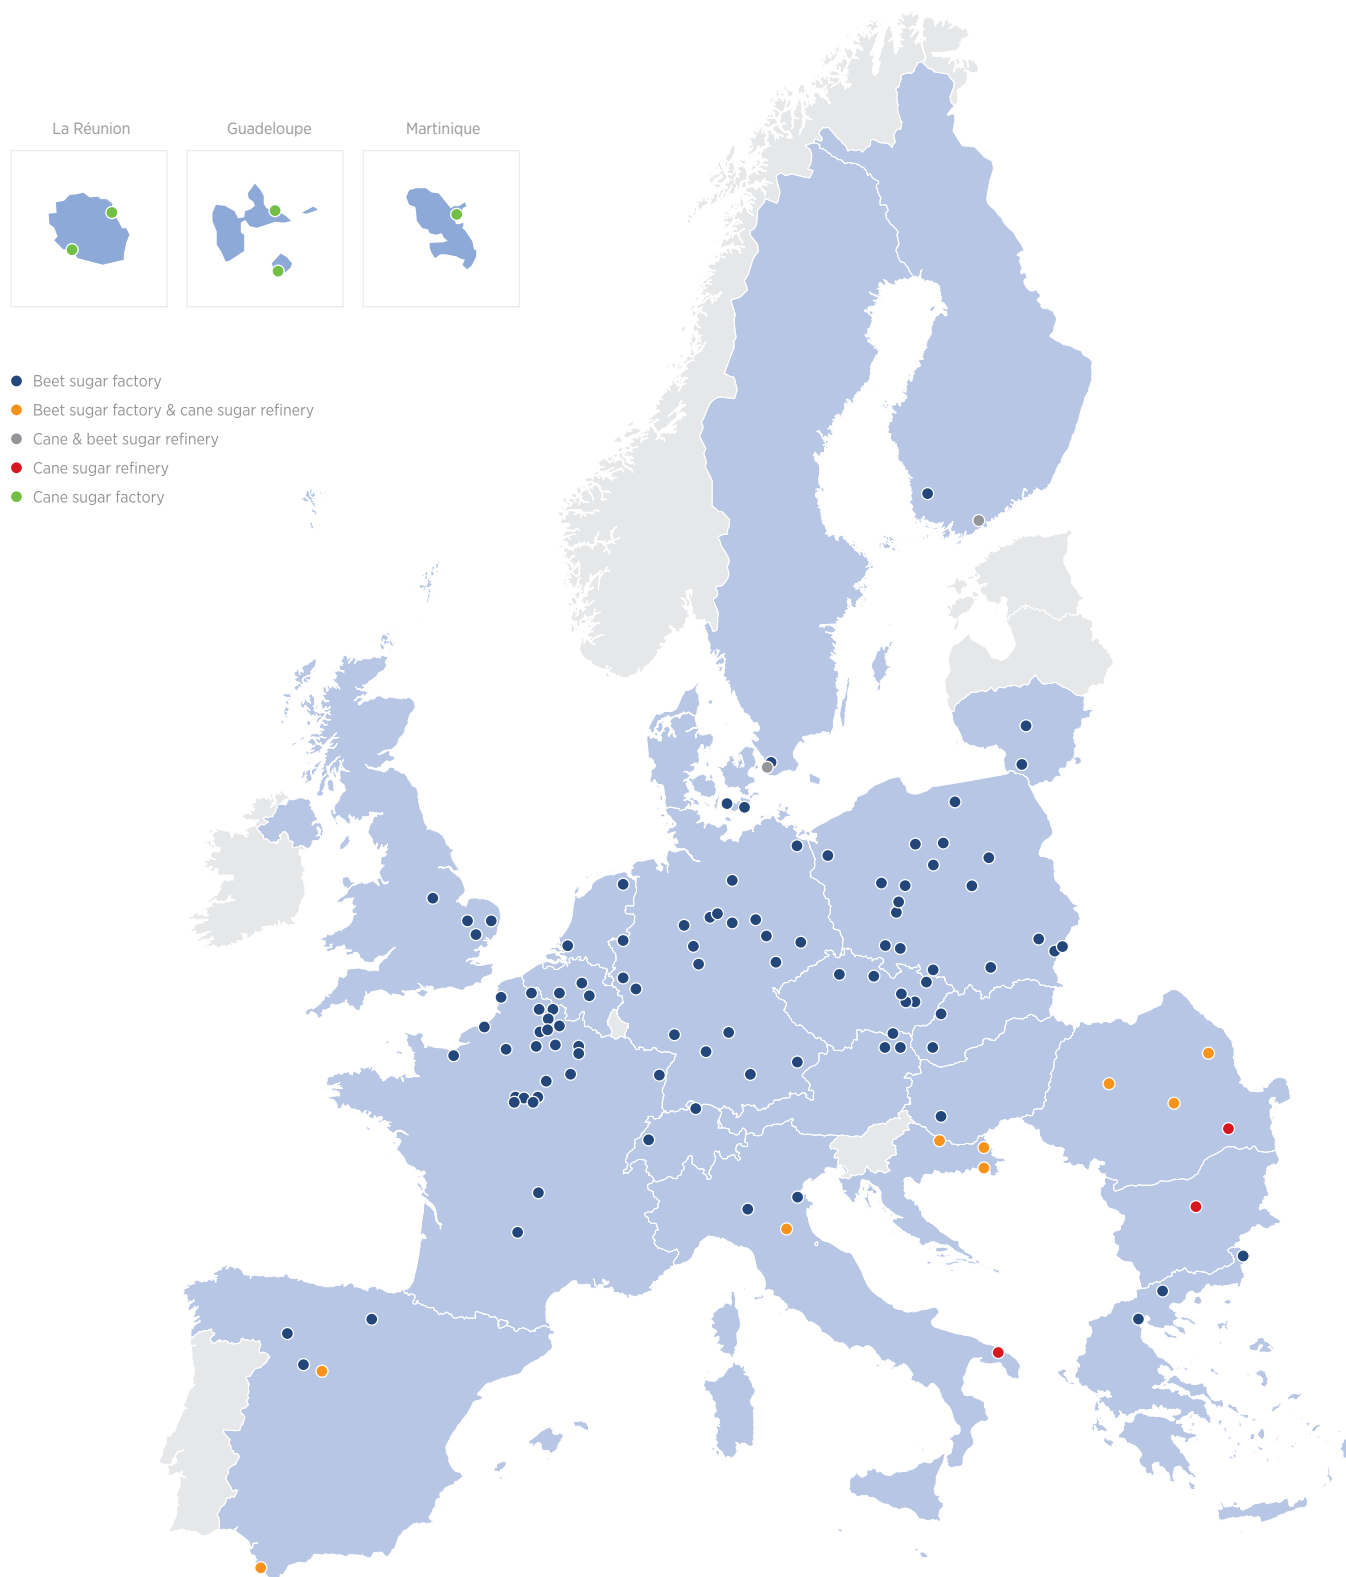 La Réunion
Guadeloupe
Martinique
Beet sugar factory
Beet sugar factory & cane sugar refinery
Cane & beet sugar refinery
Cane sugar refinery
Cane sugar factory